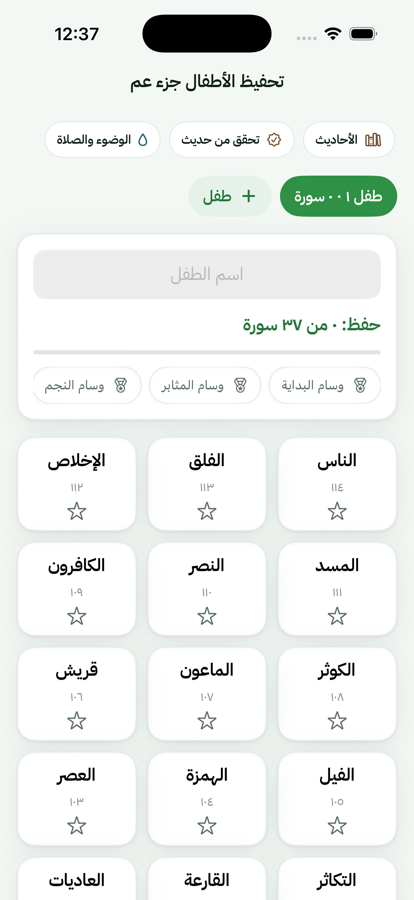 12:37
تحفيظ الأطفال جزء عم
الأحاديث
تحقق من حديث
الوضوء والصلاة
طفل ١ ٠ ٠ سورة
+ طفل
اسم الطفل
حفظ: ٠ من ٣٧ سورة
وسام البداية
وسام المثابر
وسام النجم
الناس
١١٤
الفلق
١١٣
الإخلاص
١١٢
المسد
١١١
النصر
١١٠
الكافرون
١٠٩
الكوثر
١٠٨
الماعون
١٠٧
قريش
١٠٦
الفيل
١٠٥
الهمزة
١٠٤
العصر
١٠٣
التكاثر
القارعة
العاديات